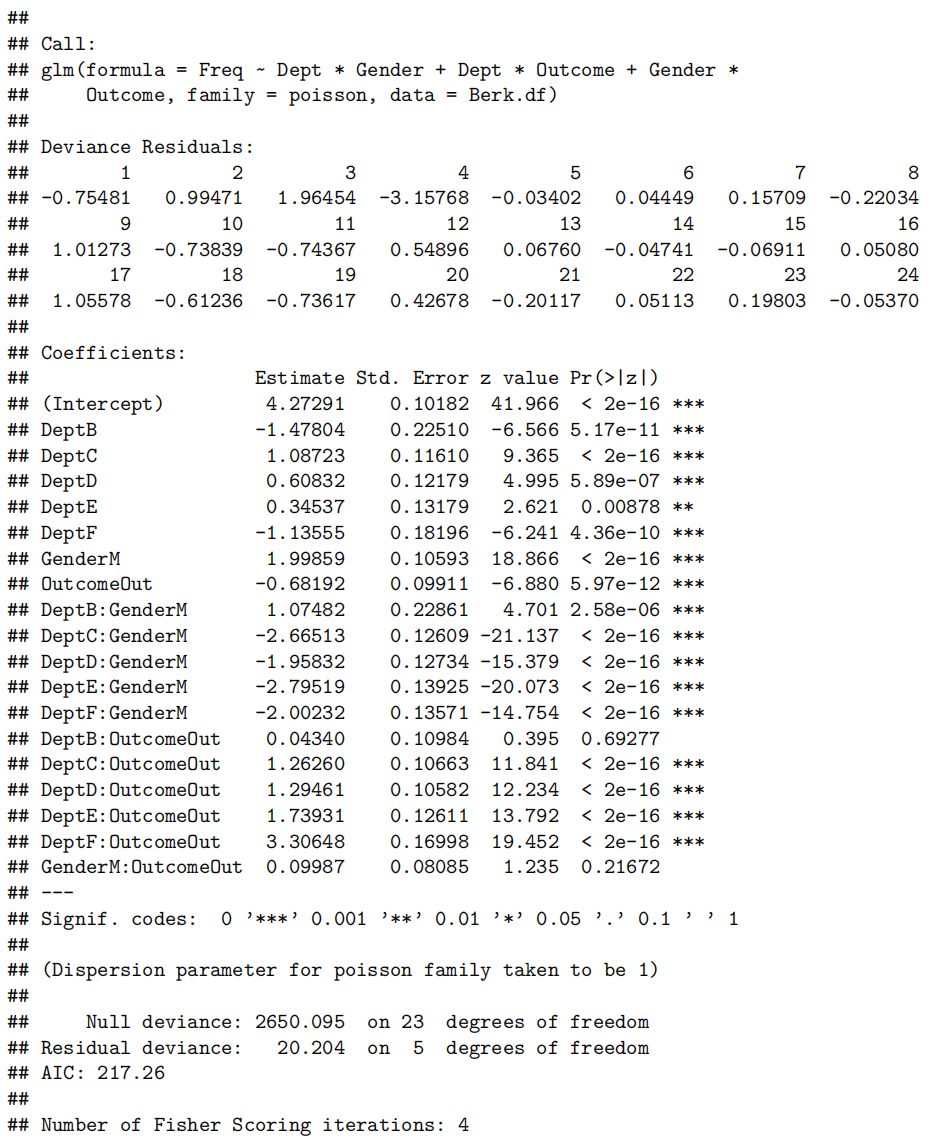 ##
## Call:
## glm(formula = Freq ~ Dept * Gender + Dept * Outcome + Gender *
##     Outcome, family = poisson, data = Berk.df)
##
## Deviance Residuals:
##        1         2         3         4         5         6         7         8
## -0.75481   0.99471   1.96454  -3.15768  -0.03402   0.04449   0.15709  -0.22034
##        9        10        11        12        13        14        15        16
##  1.01273  -0.73839  -0.74367   0.54896   0.06760  -0.04741  -0.06911   0.05080
##       17        18        19        20        21        22        23        24
##  1.05578  -0.61236  -0.73617   0.42678  -0.20117   0.05113   0.19803  -0.05370
##
## Coefficients:
##                    Estimate Std. Error z value Pr(>|z|)
## (Intercept)         4.27291    0.10182  41.966  < 2e-16 ***
## DeptB              -1.47804    0.22510  -6.566 5.17e-11 ***
## DeptC               1.08723    0.11610   9.365  < 2e-16 ***
## DeptD               0.60832    0.12179   4.995 5.89e-07 ***
## DeptE               0.34537    0.13179   2.621  0.00878 **
## DeptF              -1.13555    0.18196  -6.241 4.36e-10 ***
## GenderM             1.99859    0.10593  18.866  < 2e-16 ***
## OutcomeOut         -0.68192    0.09911  -6.880 5.97e-12 ***
## DeptB:GenderM       1.07482    0.22861   4.701 2.58e-06 ***
## DeptC:GenderM      -2.66513    0.12609 -21.137  < 2e-16 ***
## DeptD:GenderM      -1.95832    0.12734 -15.379  < 2e-16 ***
## DeptE:GenderM      -2.79519    0.13925 -20.073  < 2e-16 ***
## DeptF:GenderM      -2.00232    0.13571 -14.754  < 2e-16 ***
## DeptB:OutcomeOut    0.04340    0.10984   0.395  0.69277
## DeptC:OutcomeOut    1.26260    0.10663  11.841  < 2e-16 ***
## DeptD:OutcomeOut    1.29461    0.10582  12.234  < 2e-16 ***
## DeptE:OutcomeOut    1.73931    0.12611  13.792  < 2e-16 ***
## DeptF:OutcomeOut    3.30648    0.16998  19.452  < 2e-16 ***
## GenderM:OutcomeOut  0.09987    0.08085   1.235  0.21672
## ---
## Signif. codes:  0 ’***’ 0.001 ’**’ 0.01 ’*’ 0.05 ’.’ 0.1 ’ ’ 1
##
## (Dispersion parameter for poisson family taken to be 1)
##
##     Null deviance: 2650.095  on 23  degrees of freedom
## Residual deviance:   20.204  on  5  degrees of freedom
## AIC: 217.26
##
## Number of Fisher Scoring iterations: 4